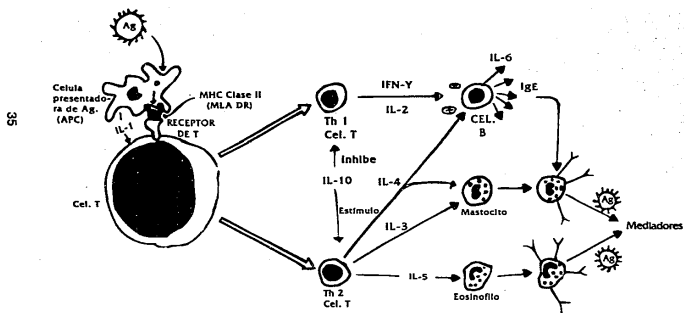 35
Ag
Celula
presentado-
ra de Ag.
(APC)
IL-1
MHC Clase II
(MLA DR)
RECEPTOR
DE T
Cel. T
Th 1
Cel. T
Inhibe
IL-10
Estímulo
Th 2
Cel. T
IFN-Y
IL-2
IL-4
IL-3
IL-5
IL-6
IgE
CEL.
B
Mastocito
Eosinofilo
Ag
Mediadores
Ag